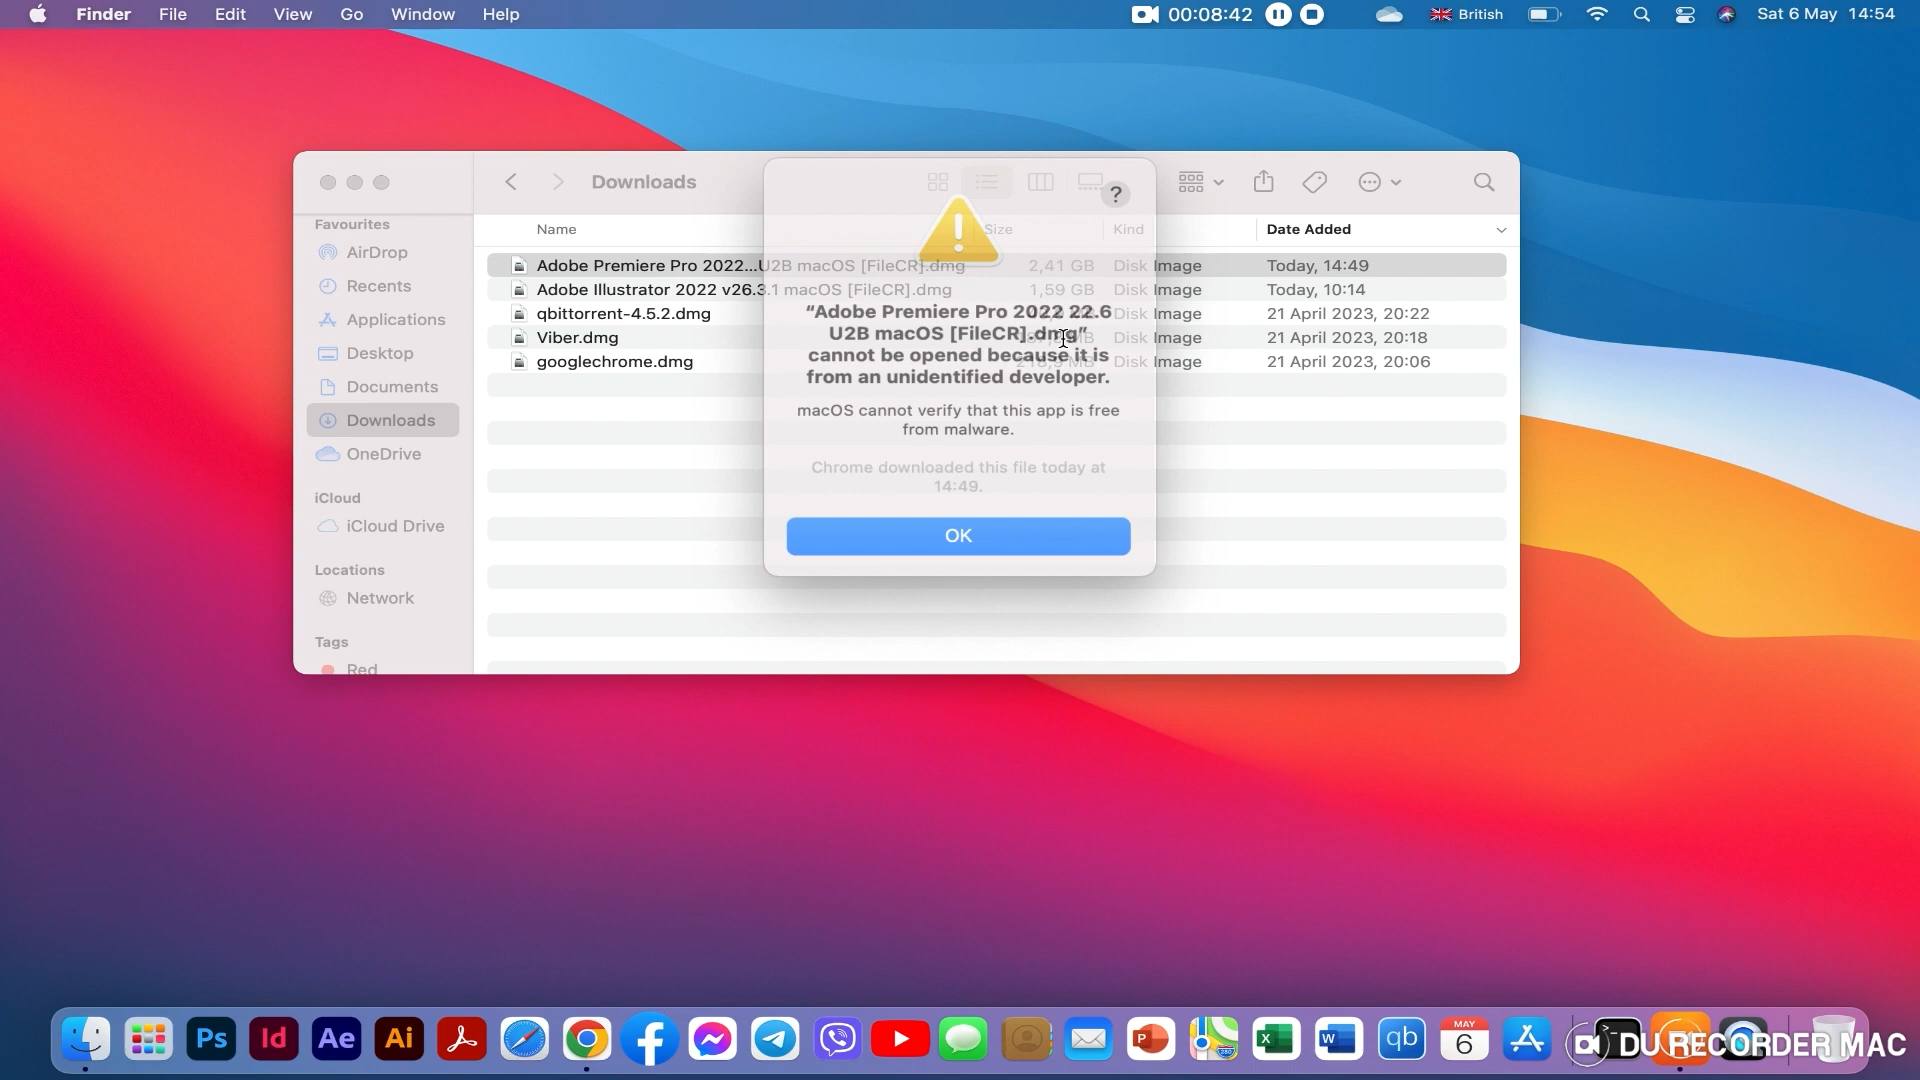 Finder File Edit View Go Window Help 00:08:42 British Sat 6 May 14:54
Downloads
?
Favourites
AirDrop
Recents
Applications
Desktop
Documents
Downloads
OneDrive
iCloud
iCloud Drive
Locations
Network
Tags
Red
Name Size Kind Date Added
Adobe Premiere Pro 2022...U2B macOS [FileCR].dmg 2,41 GB Disk Image Today, 14:49
Adobe Illustrator 2022 v26.3.1 macOS [FileCR].dmg 1,59 GB Disk Image Today, 10:14
qbittorrent-4.5.2.dmg Disk Image 21 April 2023, 20:22
Viber.dmg MB Disk Image 21 April 2023, 20:18
googlechrome.dmg MB Disk Image 21 April 2023, 20:06
“Adobe Premiere Pro 2022 22.6
U2B macOS [FileCR].dmg”
cannot be opened because it is
from an unidentified developer.
macOS cannot verify that this app is free
from malware.
Chrome downloaded this file today at
14:49.
OK
Ps Id Ae Ai P X W qb MAY 6
280
DU RECORDER MAC